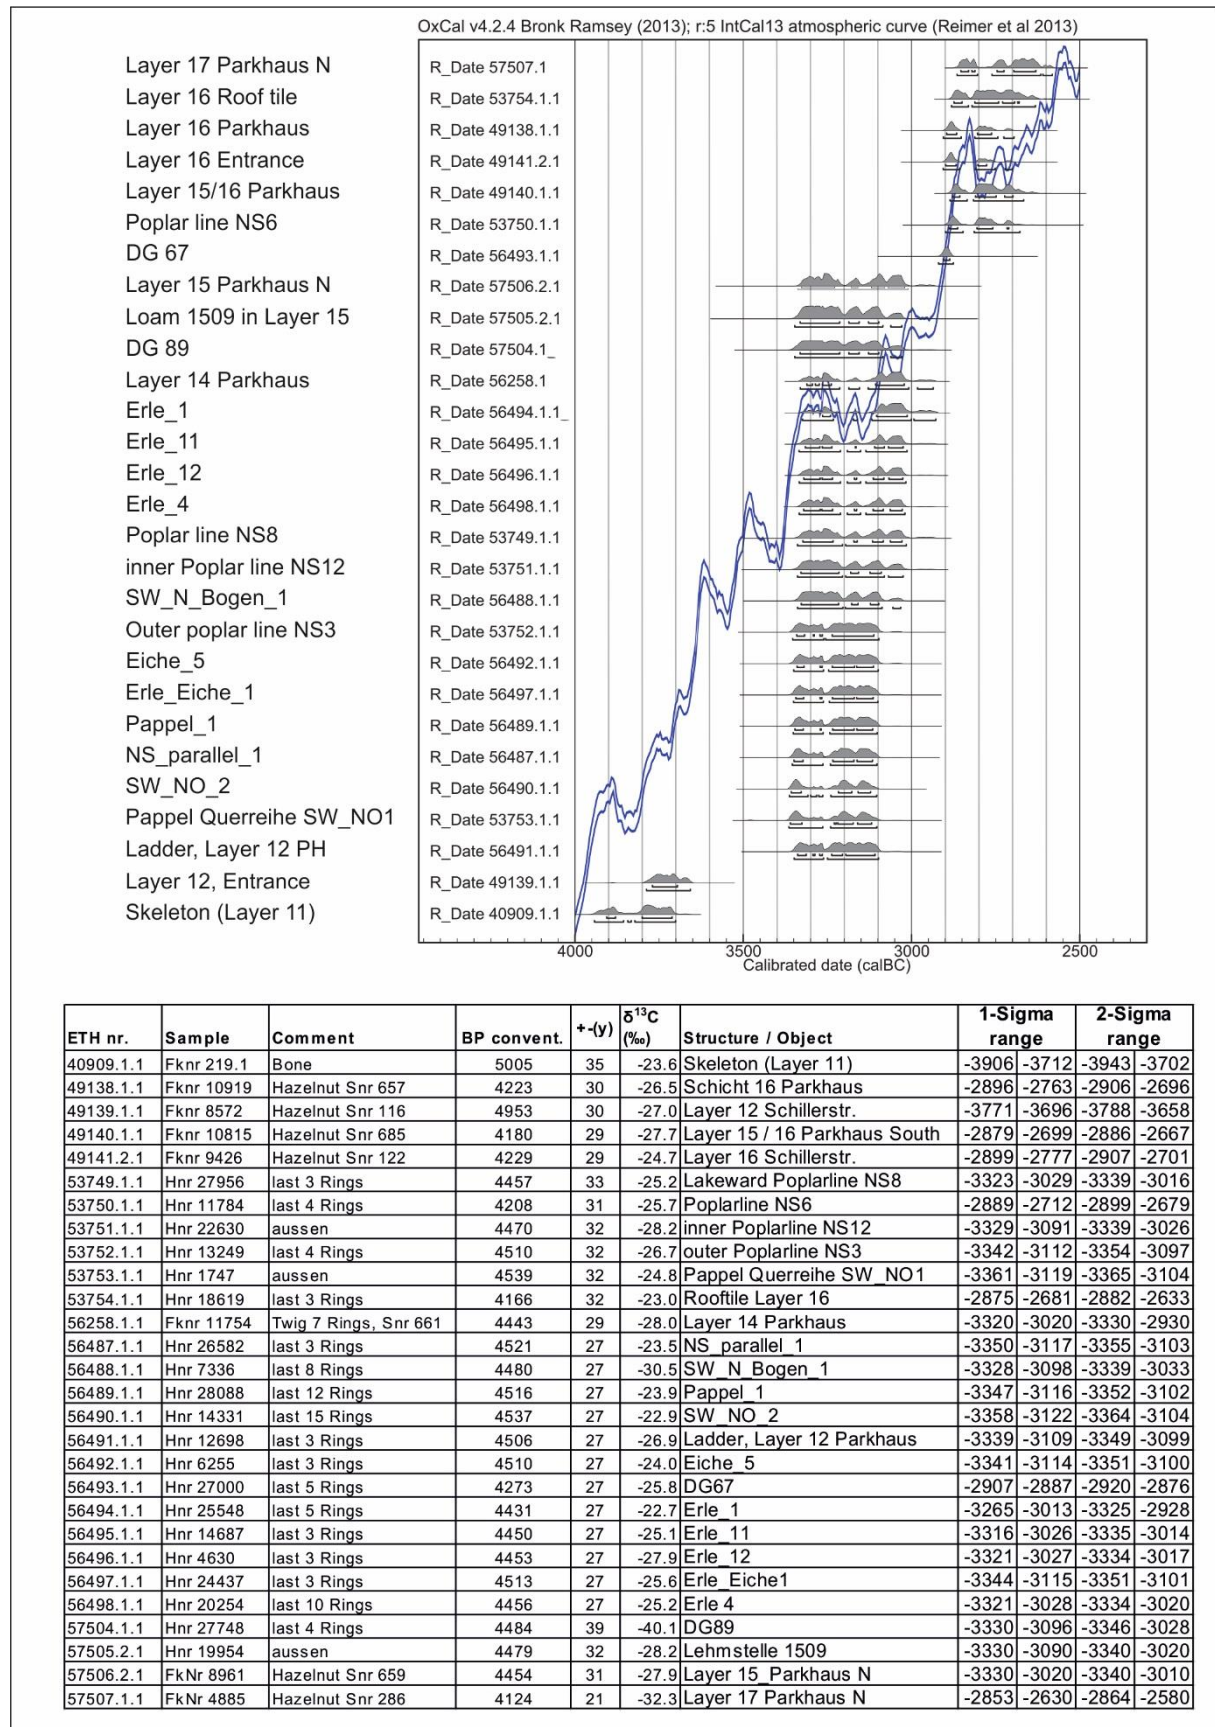 OxCal v4.2.4 Bronk Ramsey (2013); r:5 IntCal13 atmospheric curve (Reimer et al 2013)
Layer 17 Parkhaus N R_Date 57507.1
Layer 16 Roof tile R_Date 53754.1.1
Layer 16 Parkhaus R_Date 49138.1.1
Layer 16 Entrance R_Date 49141.2.1
Layer 15/16 Parkhaus R_Date 49140.1.1
Poplar line NS6 R_Date 53750.1.1
DG 67 R_Date 56493.1.1
Layer 15 Parkhaus N R_Date 57506.2.1
Loam 1509 in Layer 15 R_Date 57505.2.1
DG 89 R_Date 57504.1_
Layer 14 Parkhaus R_Date 56258.1
Erle_1 R_Date 56494.1.1_
Erle_11 R_Date 56495.1.1
Erle_12 R_Date 56496.1.1
Erle_4 R_Date 56498.1.1
Poplar line NS8 R_Date 53749.1.1
inner Poplar line NS12 R_Date 53751.1.1
SW_N_Bogen_1 R_Date 56488.1.1
Outer poplar line NS3 R_Date 53752.1.1
Eiche_5 R_Date 56492.1.1
Erle_Eiche_1 R_Date 56497.1.1
Pappel_1 R_Date 56489.1.1
NS_parallel_1 R_Date 56487.1.1
SW_NO_2 R_Date 56490.1.1
Pappel Querreihe SW_NO1 R_Date 53753.1.1
Ladder, Layer 12 PH R_Date 56491.1.1
Layer 12, Entrance R_Date 49139.1.1
Skeleton (Layer 11) R_Date 40909.1.1
4000 3500 3000 2500
Calibrated date (calBC)
ETH nr. Sample Comment BP convent. +-(y) δ13C (‰) Structure / Object 1-Sigma range 2-Sigma range
40909.1.1 Fknr 219.1 Bone 5005 35 -23.6 Skeleton (Layer 11) -3906 -3712 -3943 -3702
49138.1.1 Fknr 10919 Hazelnut Snr 657 4223 30 -26.5 Schicht 16 Parkhaus -2896 -2763 -2906 -2696
49139.1.1 Fknr 8572 Hazelnut Snr 116 4953 30 -27.0 Layer 12 Schillerstr. -3771 -3696 -3788 -3658
49140.1.1 Fknr 10815 Hazelnut Snr 685 4180 29 -27.7 Layer 15 / 16 Parkhaus South -2879 -2699 -2886 -2667
49141.2.1 Fknr 9426 Hazelnut Snr 122 4229 29 -24.7 Layer 16 Schillerstr. -2899 -2777 -2907 -2701
53749.1.1 Hnr 27956 last 3 Rings 4457 33 -25.2 Lakeward Poplarline NS8 -3323 -3029 -3339 -3016
53750.1.1 Hnr 11784 last 4 Rings 4208 31 -25.7 Poplarline NS6 -2889 -2712 -2899 -2679
53751.1.1 Hnr 22630 aussen 4470 32 -28.2 inner Poplarline NS12 -3329 -3091 -3339 -3026
53752.1.1 Hnr 13249 last 4 Rings 4510 32 -26.7 outer Poplarline NS3 -3342 -3112 -3354 -3097
53753.1.1 Hnr 1747 aussen 4539 32 -24.8 Pappel Querreihe SW_NO1 -3361 -3119 -3365 -3104
53754.1.1 Hnr 18619 last 3 Rings 4166 32 -23.0 Rooftile Layer 16 -2875 -2681 -2882 -2633
56258.1.1 Fknr 11754 Twig 7 Rings, Snr 661 4443 29 -28.0 Layer 14 Parkhaus -3320 -3020 -3330 -2930
56487.1.1 Hnr 26582 last 3 Rings 4521 27 -23.5 NS_parallel_1 -3350 -3117 -3355 -3103
56488.1.1 Hnr 7336 last 8 Rings 4480 27 -30.5 SW_N_Bogen_1 -3328 -3098 -3339 -3033
56489.1.1 Hnr 28088 last 12 Rings 4516 27 -23.9 Pappel_1 -3347 -3116 -3352 -3102
56490.1.1 Hnr 14331 last 15 Rings 4537 27 -22.9 SW_NO_2 -3358 -3122 -3364 -3104
56491.1.1 Hnr 12698 last 3 Rings 4506 27 -26.9 Ladder, Layer 12 Parkhaus -3339 -3109 -3349 -3099
56492.1.1 Hnr 6255 last 3 Rings 4510 27 -24.0 Eiche_5 -3341 -3114 -3351 -3100
56493.1.1 Hnr 27000 last 5 Rings 4273 27 -25.8 DG67 -2907 -2887 -2920 -2876
56494.1.1 Hnr 25548 last 5 Rings 4431 27 -22.7 Erle_1 -3265 -3013 -3325 -2928
56495.1.1 Hnr 14687 last 3 Rings 4450 27 -25.1 Erle_11 -3316 -3026 -3335 -3014
56496.1.1 Hnr 4630 last 3 Rings 4453 27 -27.9 Erle_12 -3321 -3027 -3334 -3017
56497.1.1 Hnr 24437 last 3 Rings 4513 27 -25.6 Erle_Eiche1 -3344 -3115 -3351 -3101
56498.1.1 Hnr 20254 last 10 Rings 4456 27 -25.2 Erle 4 -3321 -3028 -3334 -3020
57504.1.1 Hnr 27748 last 4 Rings 4484 39 -40.1 DG89 -3330 -3096 -3346 -3028
57505.2.1 Hnr 19954 aussen 4479 32 -28.2 Lehmstelle 1509 -3330 -3090 -3340 -3020
57506.2.1 FkNr 8961 Hazelnut Snr 659 4454 31 -27.9 Layer 15_Parkhaus N -3330 -3020 -3340 -3010
57507.1.1 FkNr 4885 Hazelnut Snr 286 4124 21 -32.3 Layer 17 Parkhaus N -2853 -2630 -2864 -2580